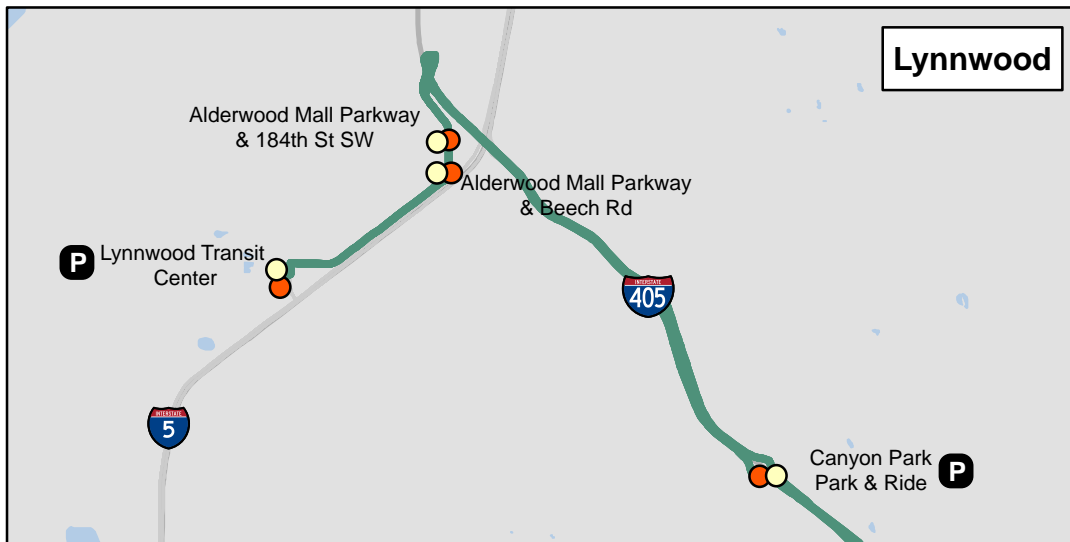 Lynnwood
Alderwood Mall Parkway
& 184th St SW
Alderwood Mall Parkway
& Beech Rd
P
Lynnwood Transit
Center
INTERSTATE
405
INTERSTATE
5
Canyon Park
Park & Ride
P